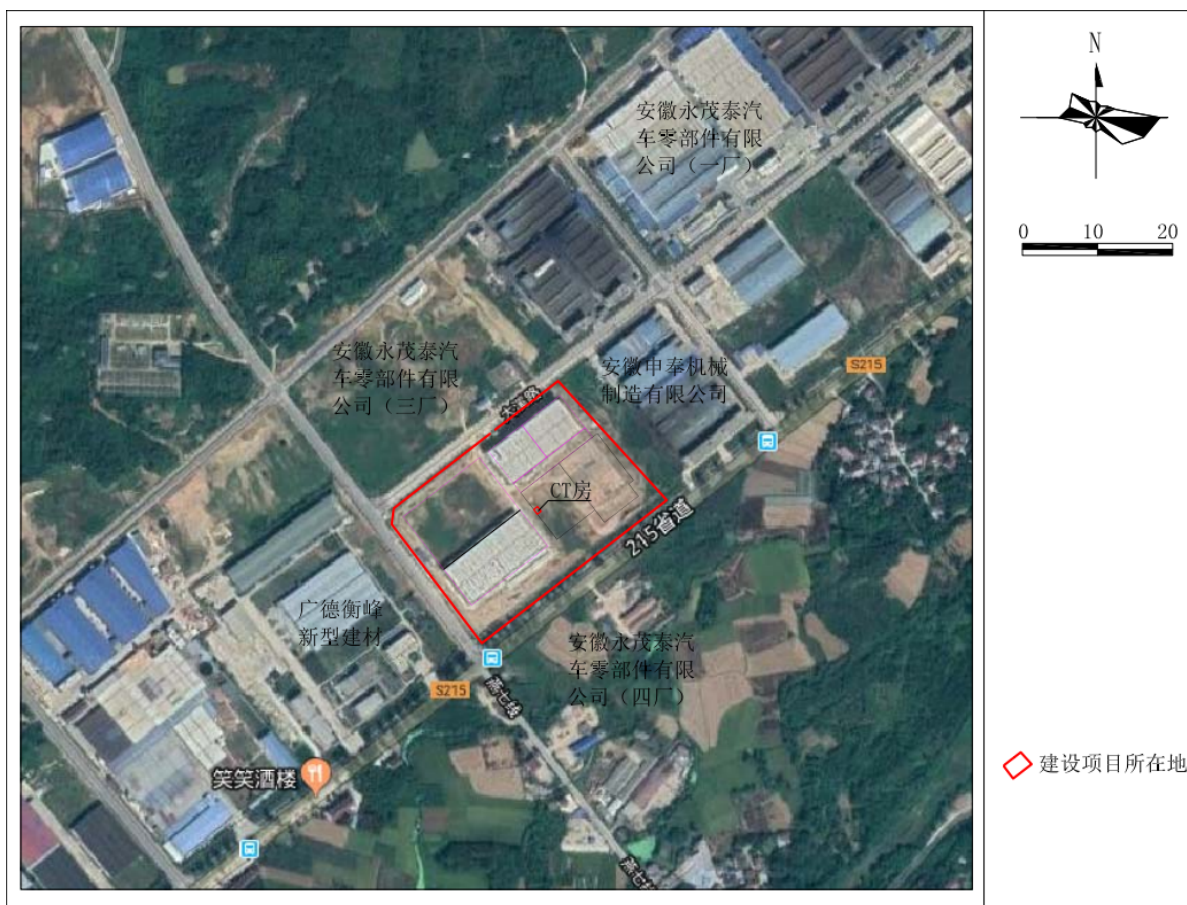 N
0 10 20
安徽永茂泰汽
车零部件有限
公司（一厂）
安徽永茂泰汽
车零部件有限
公司（三厂）
安徽申奉机械
制造有限公司
S215
CT房
215省道
广德衡峰
新型建材
安徽永茂泰汽
车零部件有限
公司（四厂）
S215
笑笑酒楼
建设项目所在地